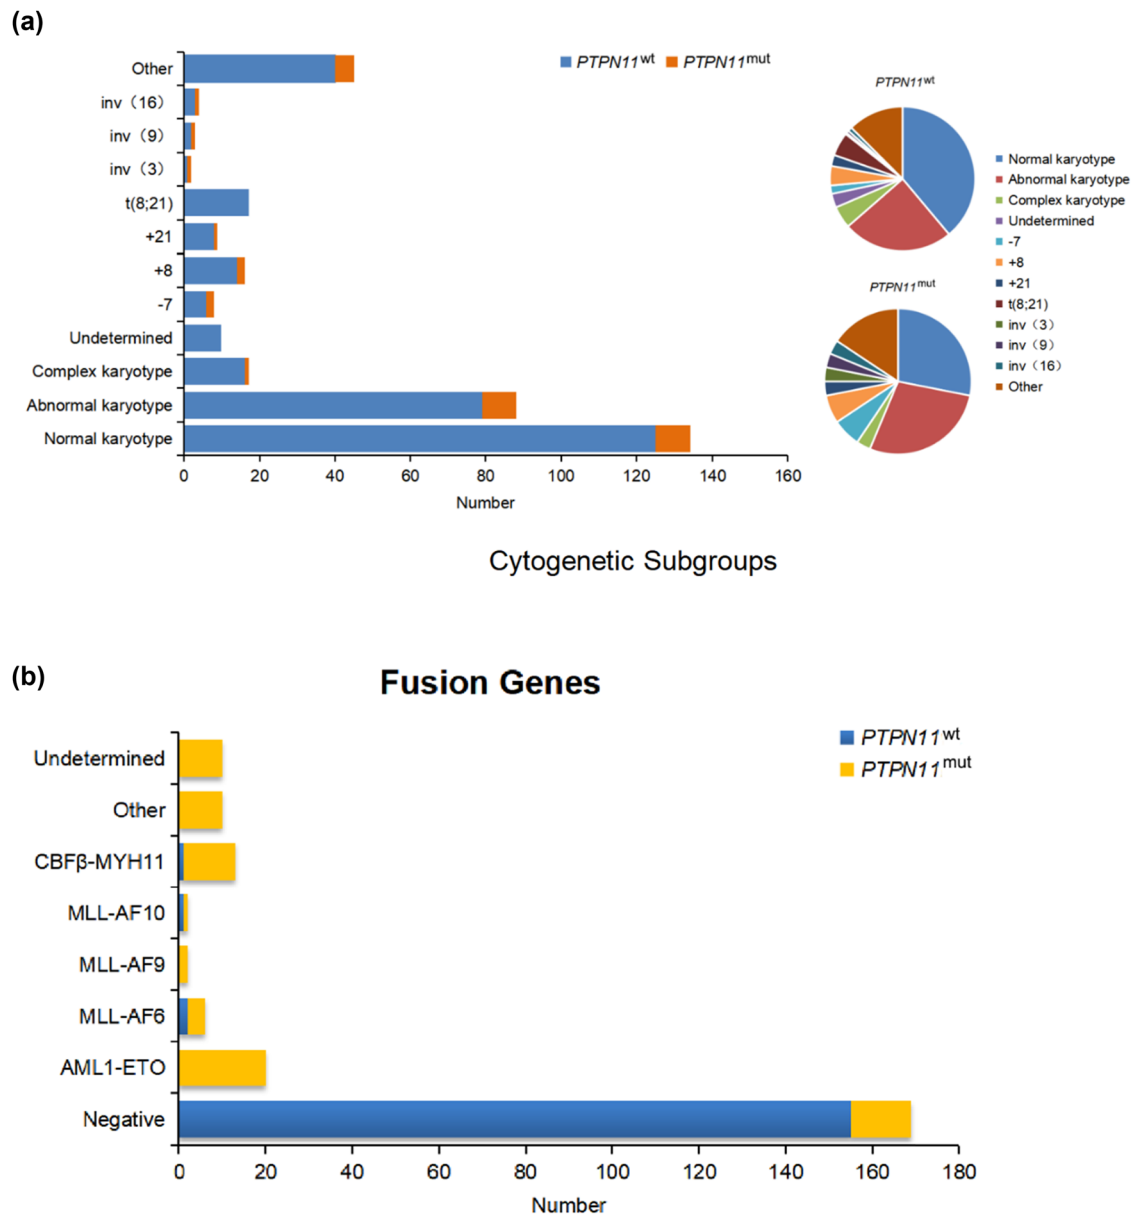 (a)
PTPN11wt PTPN11mut
Other
inv（16）
inv（9）
inv（3）
t(8;21)
+21
+8
-7
Undetermined
Complex karyotype
Abnormal karyotype
Normal karyotype
0 20 40 60 80 100 120 140 160
Number
PTPN11wt
PTPN11mut
Normal karyotype
Abnormal karyotype
Complex karyotype
Undetermined
-7
+8
+21
t(8;21)
inv（3）
inv（9）
inv（16）
Other
Cytogenetic Subgroups
(b)
Fusion Genes
PTPN11wt
PTPN11mut
Undetermined
Other
CBFβ-MYH11
MLL-AF10
MLL-AF9
MLL-AF6
AML1-ETO
Negative
0 20 40 60 80 100 120 140 160 180
Number